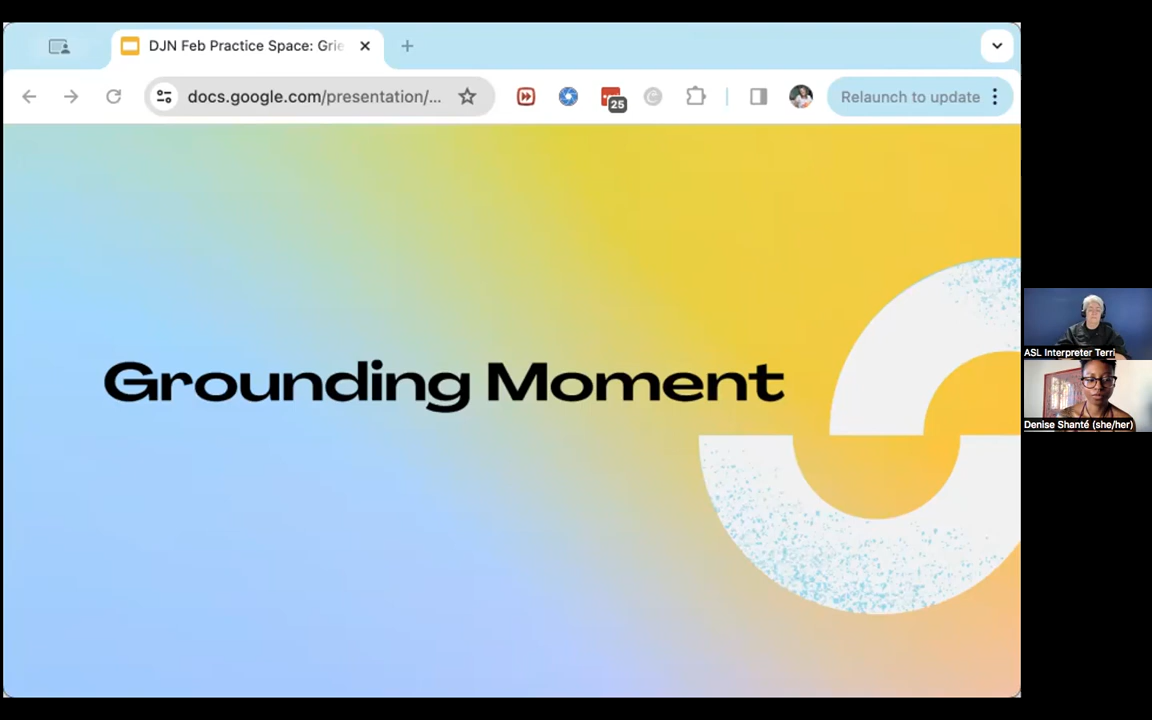 DJN Feb Practice Space: Grie
docs.google.com/presentation/...
25
Relaunch to update
Grounding Moment
ASL Interpreter Terri
Denise Shanté (she/her)